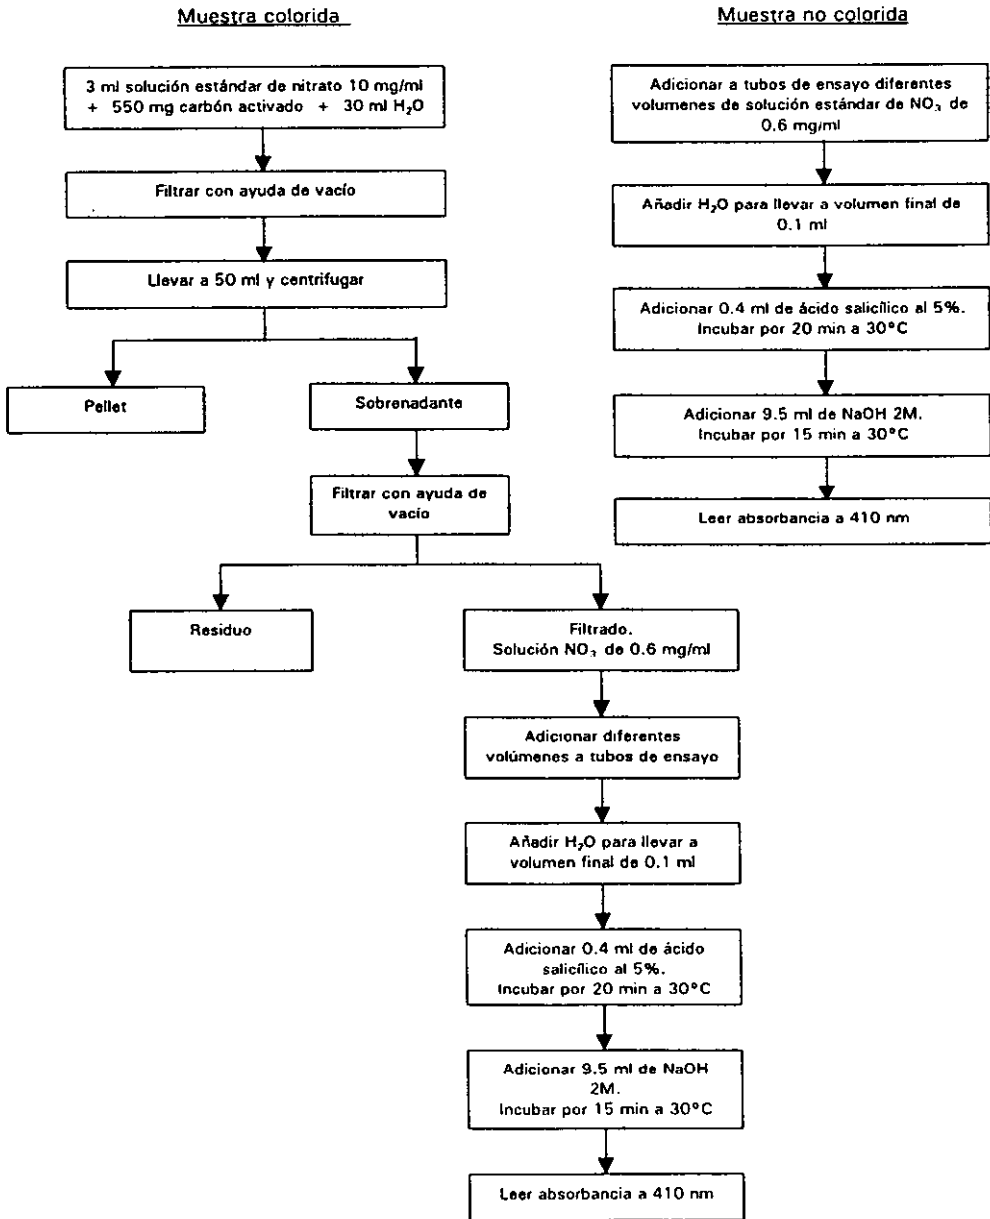 Muestra colorida
3 ml solución estándar de nitrato 10 mg/ml
+ 550 mg carbón activado + 30 ml H₂O
Filtrar con ayuda de vacío
Llevar a 50 ml y centrifugar
Pellet
Sobrenadante
Filtrar con ayuda de
vacío
Residuo
Filtrado.
Solución NO₃ de 0.6 mg/ml
Adicionar diferentes
volúmenes a tubos de ensayo
Añadir H₂O para llevar a
volumen final de 0.1 ml
Adicionar 0.4 ml de ácido
salicílico al 5%.
Incubar por 20 min a 30°C
Adicionar 9.5 ml de NaOH
2M.
Incubar por 15 min a 30°C
Leer absorbancia a 410 nm
Muestra no colorida
Adicionar a tubos de ensayo diferentes
volumenes de solución estándar de NO₃ de
0.6 mg/ml
Añadir H₂O para llevar a volumen final de
0.1 ml
Adicionar 0.4 ml de ácido salicílico al 5%.
Incubar por 20 min a 30°C
Adicionar 9.5 ml de NaOH 2M.
Incubar por 15 min a 30°C
Leer absorbancia a 410 nm